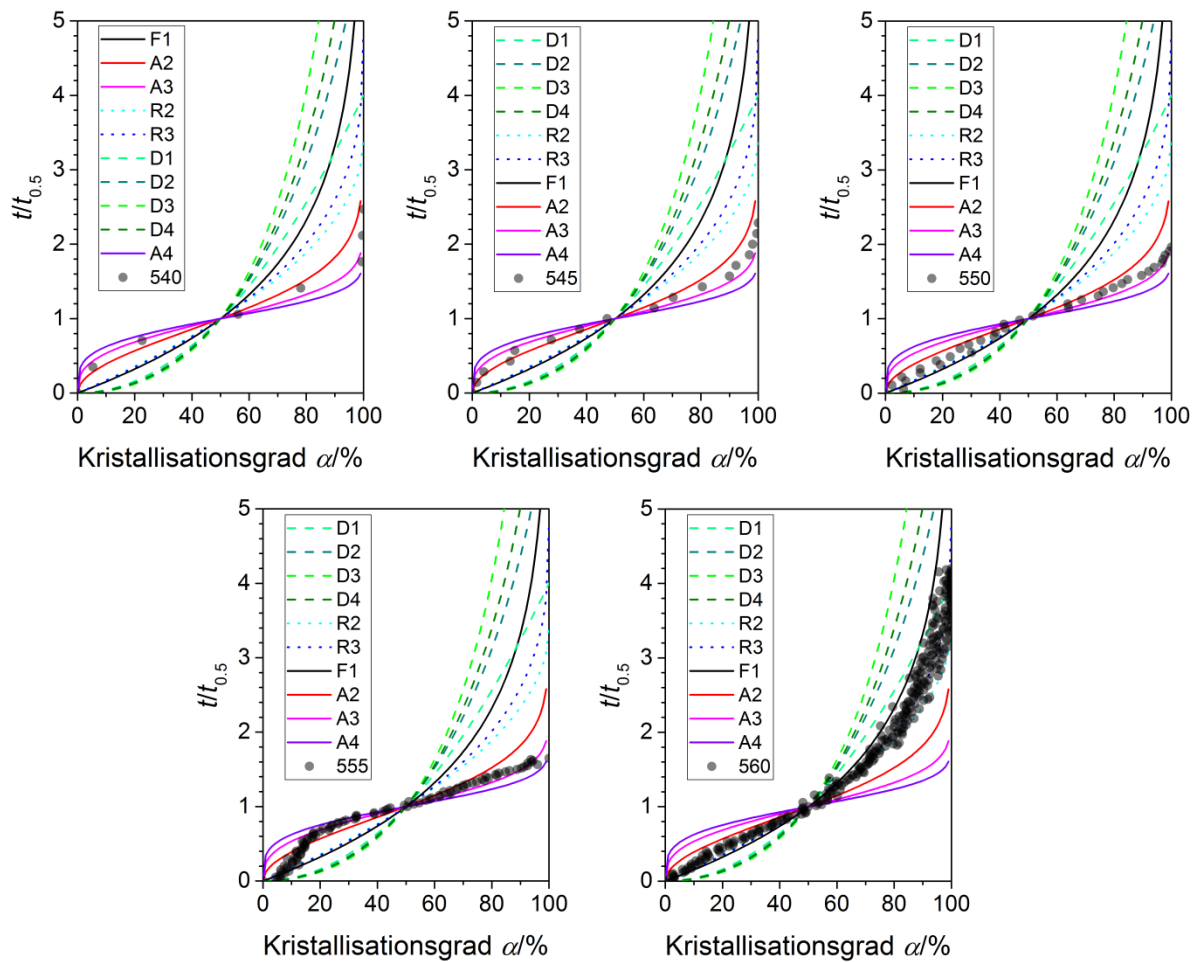 5
4
3
2
1
0
t/t0.5
F1
A2
A3
R2
R3
D1
D2
D3
D4
A4
540
0 20 40 60 80 100
Kristallisationsgrad α/%
5
4
3
2
1
0
t/t0.5
D1
D2
D3
D4
R2
R3
F1
A2
A3
A4
545
0 20 40 60 80 100
Kristallisationsgrad α/%
5
4
3
2
1
0
t/t0.5
D1
D2
D3
D4
R2
R3
F1
A2
A3
A4
550
0 20 40 60 80 100
Kristallisationsgrad α/%
5
4
3
2
1
0
t/t0.5
D1
D2
D3
D4
R2
R3
F1
A2
A3
A4
555
0 20 40 60 80 100
Kristallisationsgrad α/%
5
4
3
2
1
0
t/t0.5
D1
D2
D3
D4
R2
R3
F1
A2
A3
A4
560
0 20 40 60 80 100
Kristallisationsgrad α/%